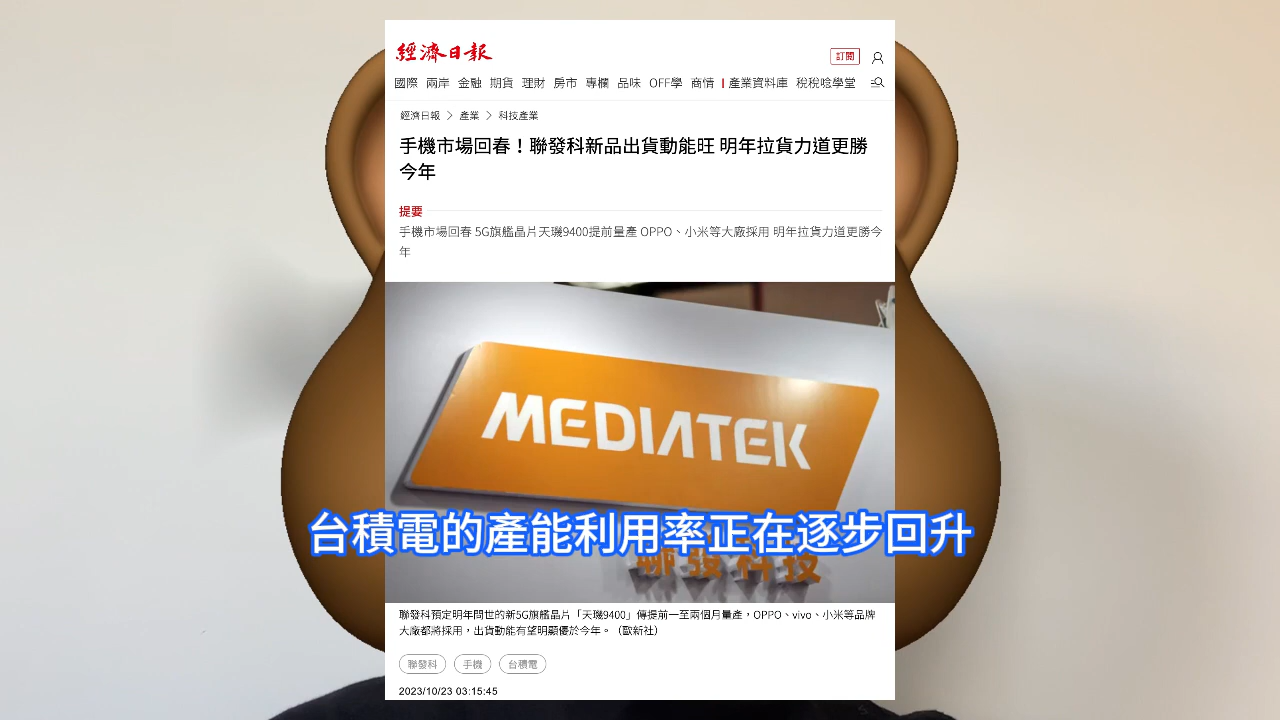 經濟日報
訂閱
國際 兩岸 金融 期貨 理財 房市 專欄 品味 OFF學 商情 產業資料庫 稅稅唸學堂
經濟日報 > 產業 > 科技產業
手機市場回春！聯發科新品出貨動能旺 明年拉貨力道更勝
今年
提要
手機市場回春 5G旗艦晶片天璣9400提前量產 OPPO、小米等大廠採用 明年拉貨力道更勝今
年
MEDIATEK
台積電的產能利用率正在逐步回升
聯發科技
聯發科預定明年問世的新5G旗艦晶片「天璣9400」傳提前一至兩個月量產，OPPO、vivo、小米等品牌
大廠都將採用，出貨動能有望明顯優於今年。（歐新社）
聯發科 手機 台積電
2023/10/23 03:15:45